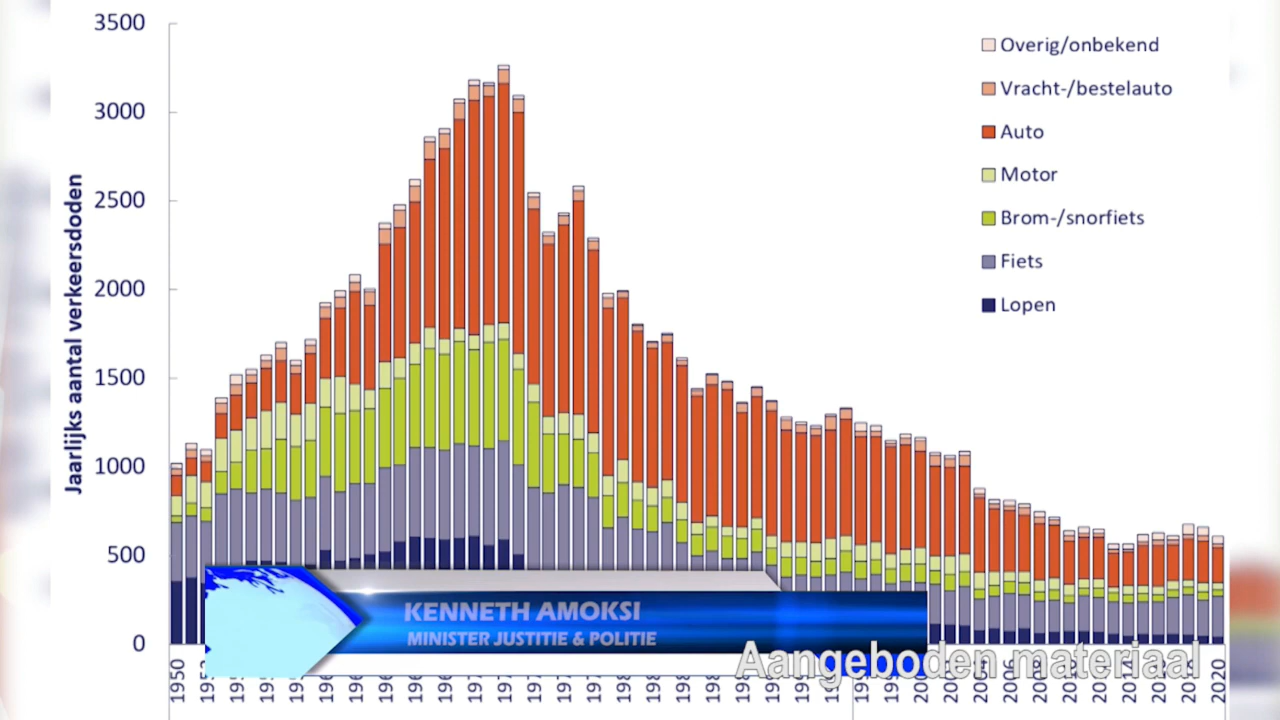 3500
3000
2500
2000
1500
1000
500
0
Jaarlijks aantal verkeersdoden
Overig/onbekend
Vracht-/bestelauto
Auto
Motor
Brom-/snorfiets
Fiets
Lopen
KENNETH AMOKSI
MINISTER JUSTITIE & POLITIE
Aangeboden materiaal
1950
2020